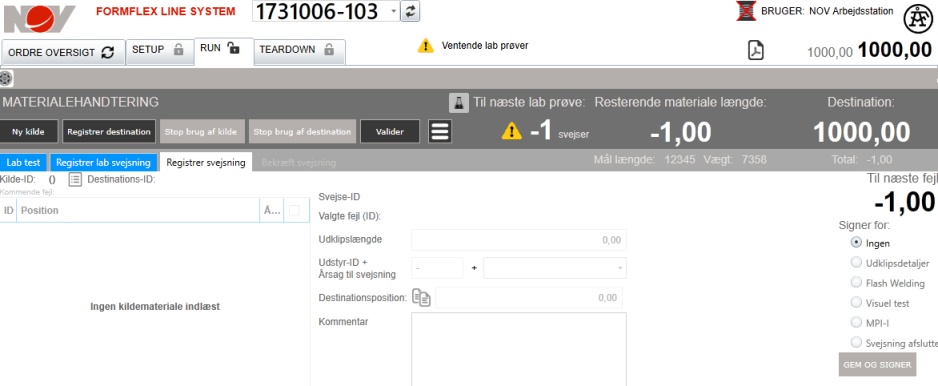 NOV FORMFLEX LINE SYSTEM 1731006-103 BRUGER: NOV Arbejdsstation
ORDRE OVERSIGT SETUP RUN TEARDOWN Ventende lab prøver 1000,00 1000,00
MATERIALEHANDTERING Til næste lab prøve: Resterende materiale længde: Destination:
Ny kilde Registrer destination Stop brug af kilde Stop brug af destination Valider -1 svejser -1,00 1000,00
Lab test Registrer lab svejsning Registrer svejsning Bekræft svejsning Mål længde: 12345 Vægt: 7358 Total: -1,00
Kilde-ID: () Destinations-ID: Til næste fejl
Kommende fejl: -1,00
ID Position Å... Svejse-ID
Valgte fejl (ID): Signer for:
Udklipslængde 0,00 Ingen
Udstyr-ID + Årsag til svejsning - + Udklipsdetaljer
Flash Welding
Ingen kildemateriale indlæst Destinationsposition: 0,00 Visuel test
Kommentar MPI-I
Svejsning afslutte
GEM OG SIGNER